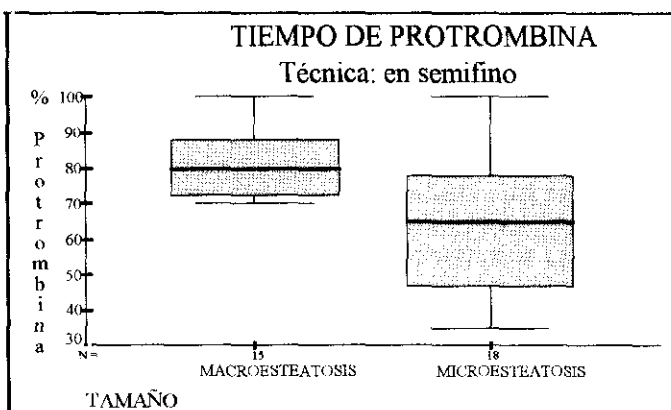 TIEMPO DE PROTROMBINA
Técnica: en semifino
% Protrombina
100
90
80
70
60
50
40
30
N = 15 18
MACROESTEATOSIS MICROESTEATOSIS
TAMAÑO